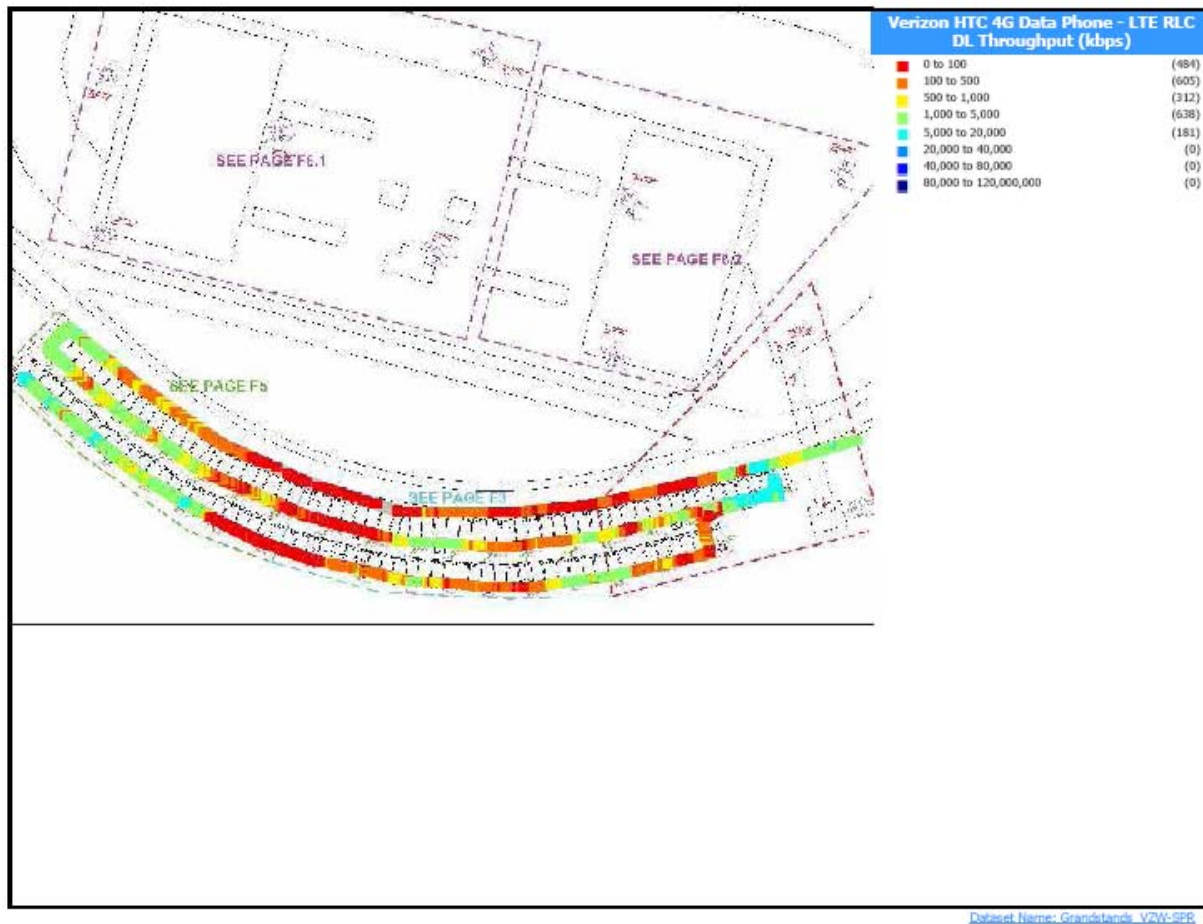 Verizon HTC 4G Data Phone - LTE RLC
DL Throughput (kbps)
0 to 100 (484)
100 to 500 (605)
500 to 1,000 (312)
1,000 to 5,000 (638)
5,000 to 20,000 (181)
20,000 to 40,000 (0)
40,000 to 80,000 (0)
80,000 to 120,000,000 (0)
SEE PAGE F6.1
SEE PAGE F6.2
SEE PAGE F5
SEE PAGE F3
Dataset Name: Grandstands_VZW-SFR